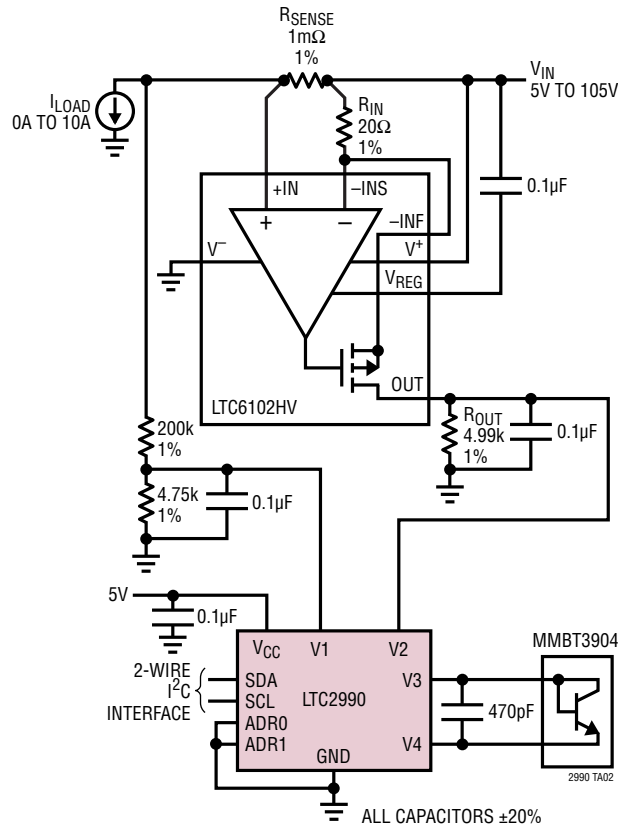 RSENSE
1mΩ
1%
ILOAD
0A TO 10A
VIN
5V TO 105V
RIN
20Ω
1%
0.1µF
+IN
–INS
–INF
+
–
V–
V+
VREG
OUT
LTC6102HV
ROUT
4.99k
1%
0.1µF
200k
1%
4.75k
1%
0.1µF
5V
0.1µF
VCC
V1
V2
MMBT3904
2-WIRE
I2C
INTERFACE
SDA
SCL
ADR0
ADR1
LTC2990
GND
V3
V4
470pF
2990 TA02
ALL CAPACITORS ±20%